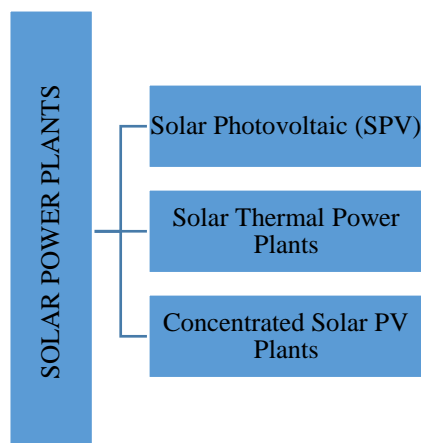 SOLAR POWER PLANTS
Solar Photovoltaic (SPV)
Solar Thermal Power
Plants
Concentrated Solar PV
Plants